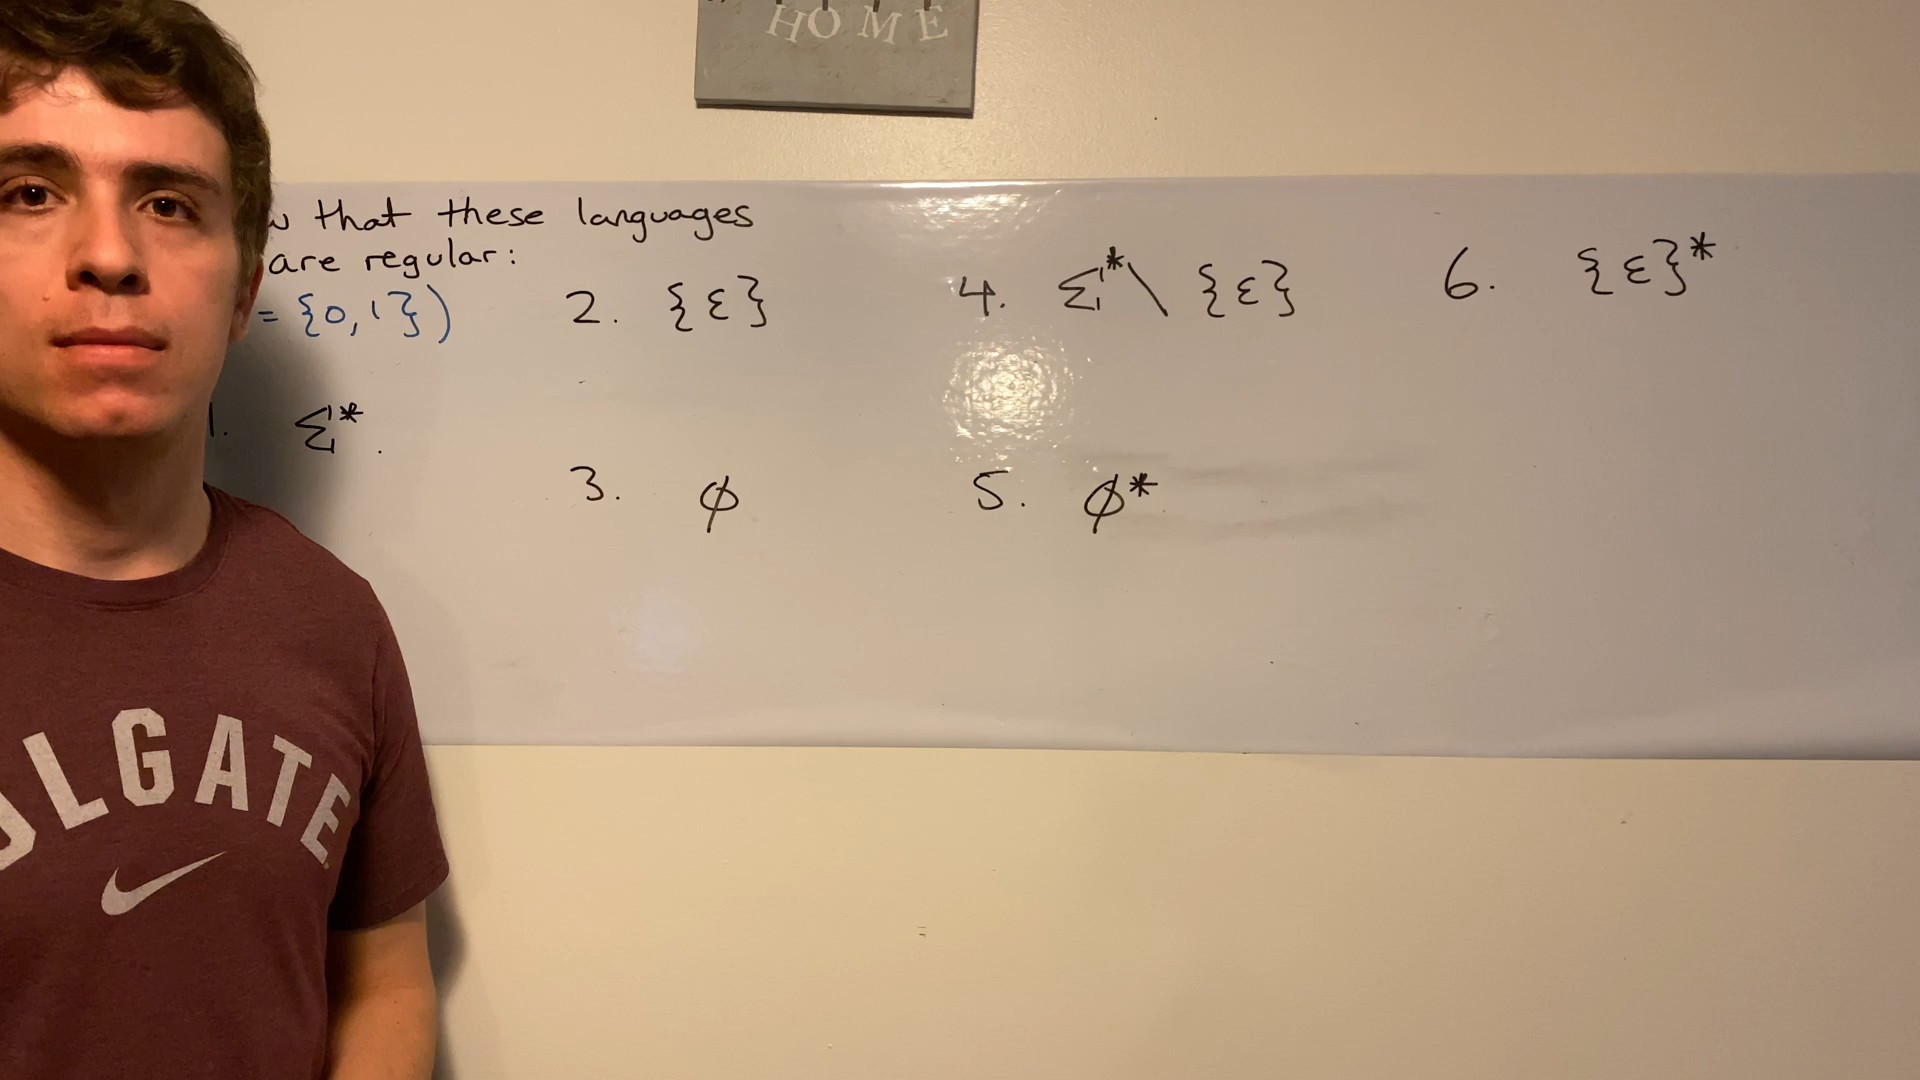 HOME
that these languages
are regular:
= {0,1})
1. Σ*.
2. {ε}
3. ϕ
4. Σ*\ {ε}
5. ϕ*
6. {ε}*
LGATE